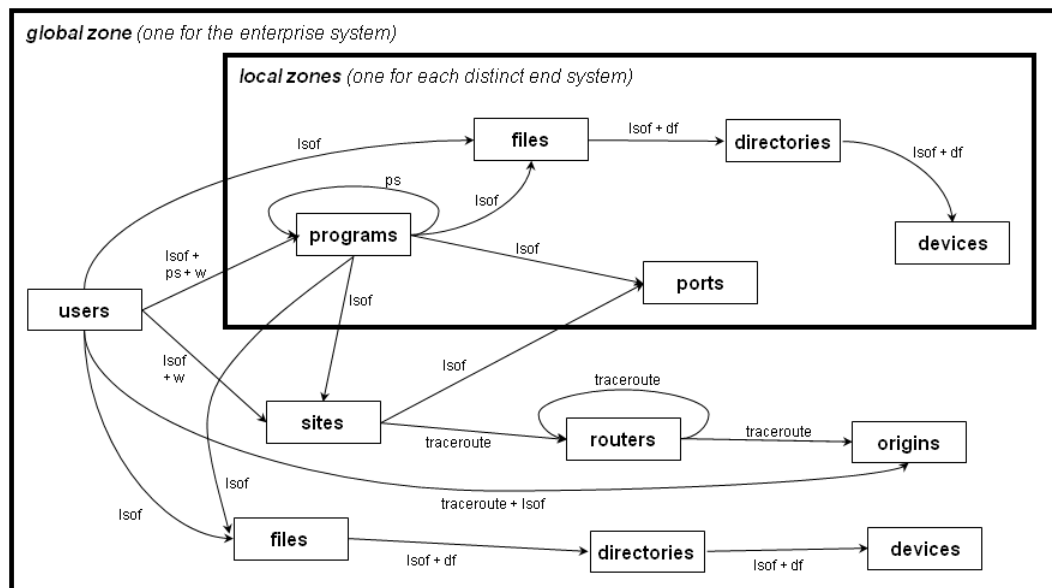 global zone (one for the enterprise system)
local zones (one for each distinct end system)
lsof
files
lsof + df
directories
lsof + df
ps
lsof
programs
devices
lsof +
ps + w
lsof
ports
users
lsof
lsof
+ w
lsof
traceroute
sites
traceroute
routers
traceroute
origins
lsof
traceroute + lsof
lsof
files
lsof + df
directories
lsof + df
devices